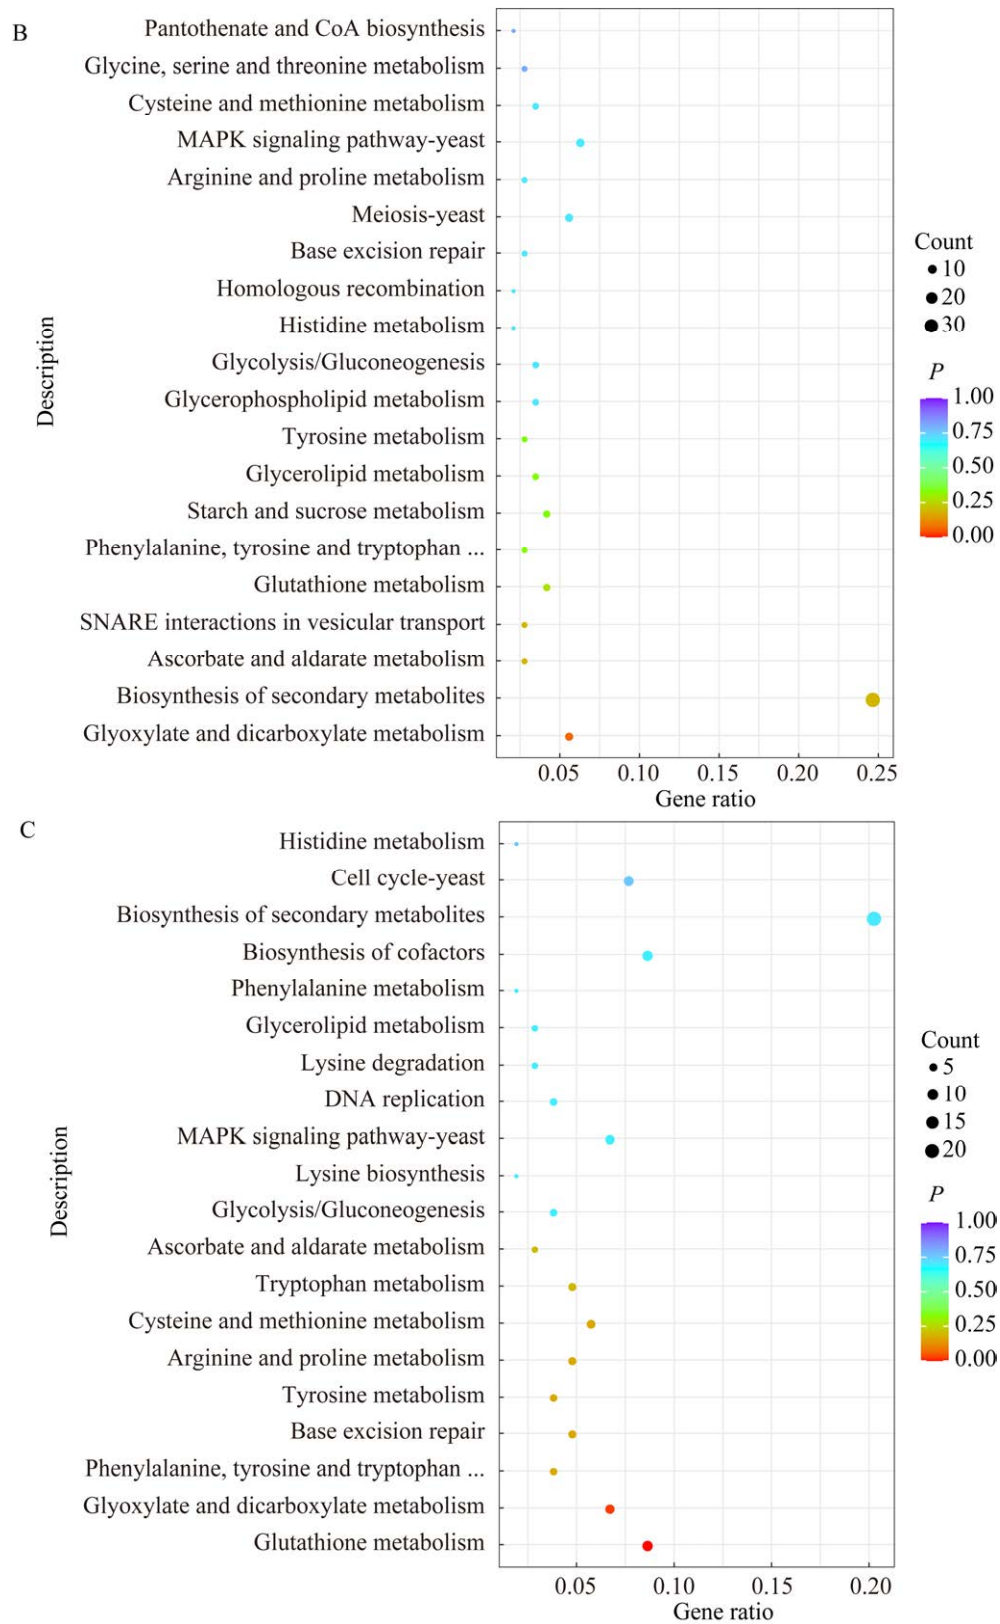 B
Pantothenate and CoA biosynthesis
Glycine, serine and threonine metabolism
Cysteine and methionine metabolism
MAPK signaling pathway-yeast
Arginine and proline metabolism
Meiosis-yeast
Base excision repair
Homologous recombination
Histidine metabolism
Glycolysis/Gluconeogenesis
Glycerophospholipid metabolism
Tyrosine metabolism
Glycerolipid metabolism
Starch and sucrose metabolism
Phenylalanine, tyrosine and tryptophan ...
Glutathione metabolism
SNARE interactions in vesicular transport
Ascorbate and aldarate metabolism
Biosynthesis of secondary metabolites
Glyoxylate and dicarboxylate metabolism
Description
0.05 0.10 0.15 0.20 0.25
Gene ratio
Count
10
20
30
P
1.00
0.75
0.50
0.25
0.00
C
Histidine metabolism
Cell cycle-yeast
Biosynthesis of secondary metabolites
Biosynthesis of cofactors
Phenylalanine metabolism
Glycerolipid metabolism
Lysine degradation
DNA replication
MAPK signaling pathway-yeast
Lysine biosynthesis
Glycolysis/Gluconeogenesis
Ascorbate and aldarate metabolism
Tryptophan metabolism
Cysteine and methionine metabolism
Arginine and proline metabolism
Tyrosine metabolism
Base excision repair
Phenylalanine, tyrosine and tryptophan ...
Glyoxylate and dicarboxylate metabolism
Glutathione metabolism
Description
0.05 0.10 0.15 0.20
Gene ratio
Count
5
10
15
20
P
1.00
0.75
0.50
0.25
0.00